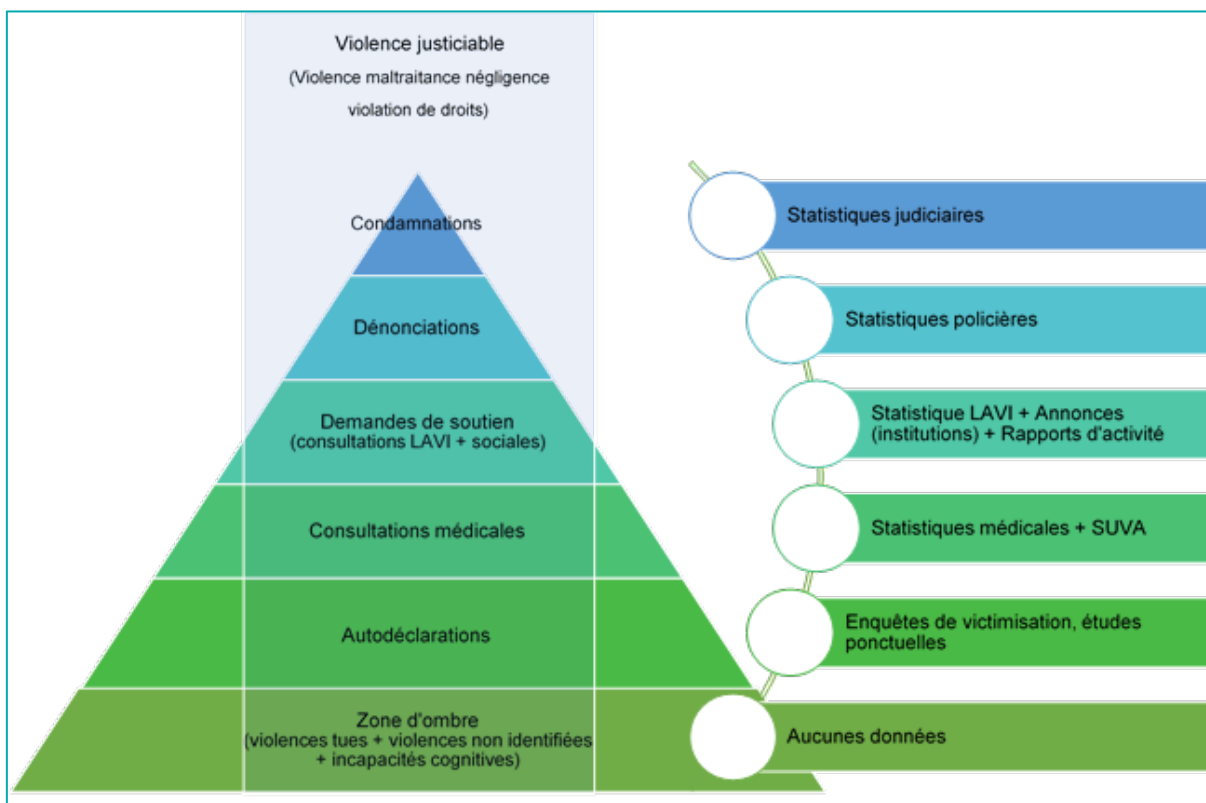 Violence justiciable
(Violence maltraitance négligence
violation de droits)
Condamnations
Statistiques judiciaires
Dénonciations
Statistiques policières
Demandes de soutien
(consultations LAVI + sociales)
Statistique LAVI + Annonces
(institutions) + Rapports d'activité
Consultations médicales
Statistiques médicales + SUVA
Autodéclarations
Enquêtes de victimisation, études
ponctuelles
Zone d'ombre
(violences tues + violences non identifiées
+ incapacités cognitives)
Aucunes données